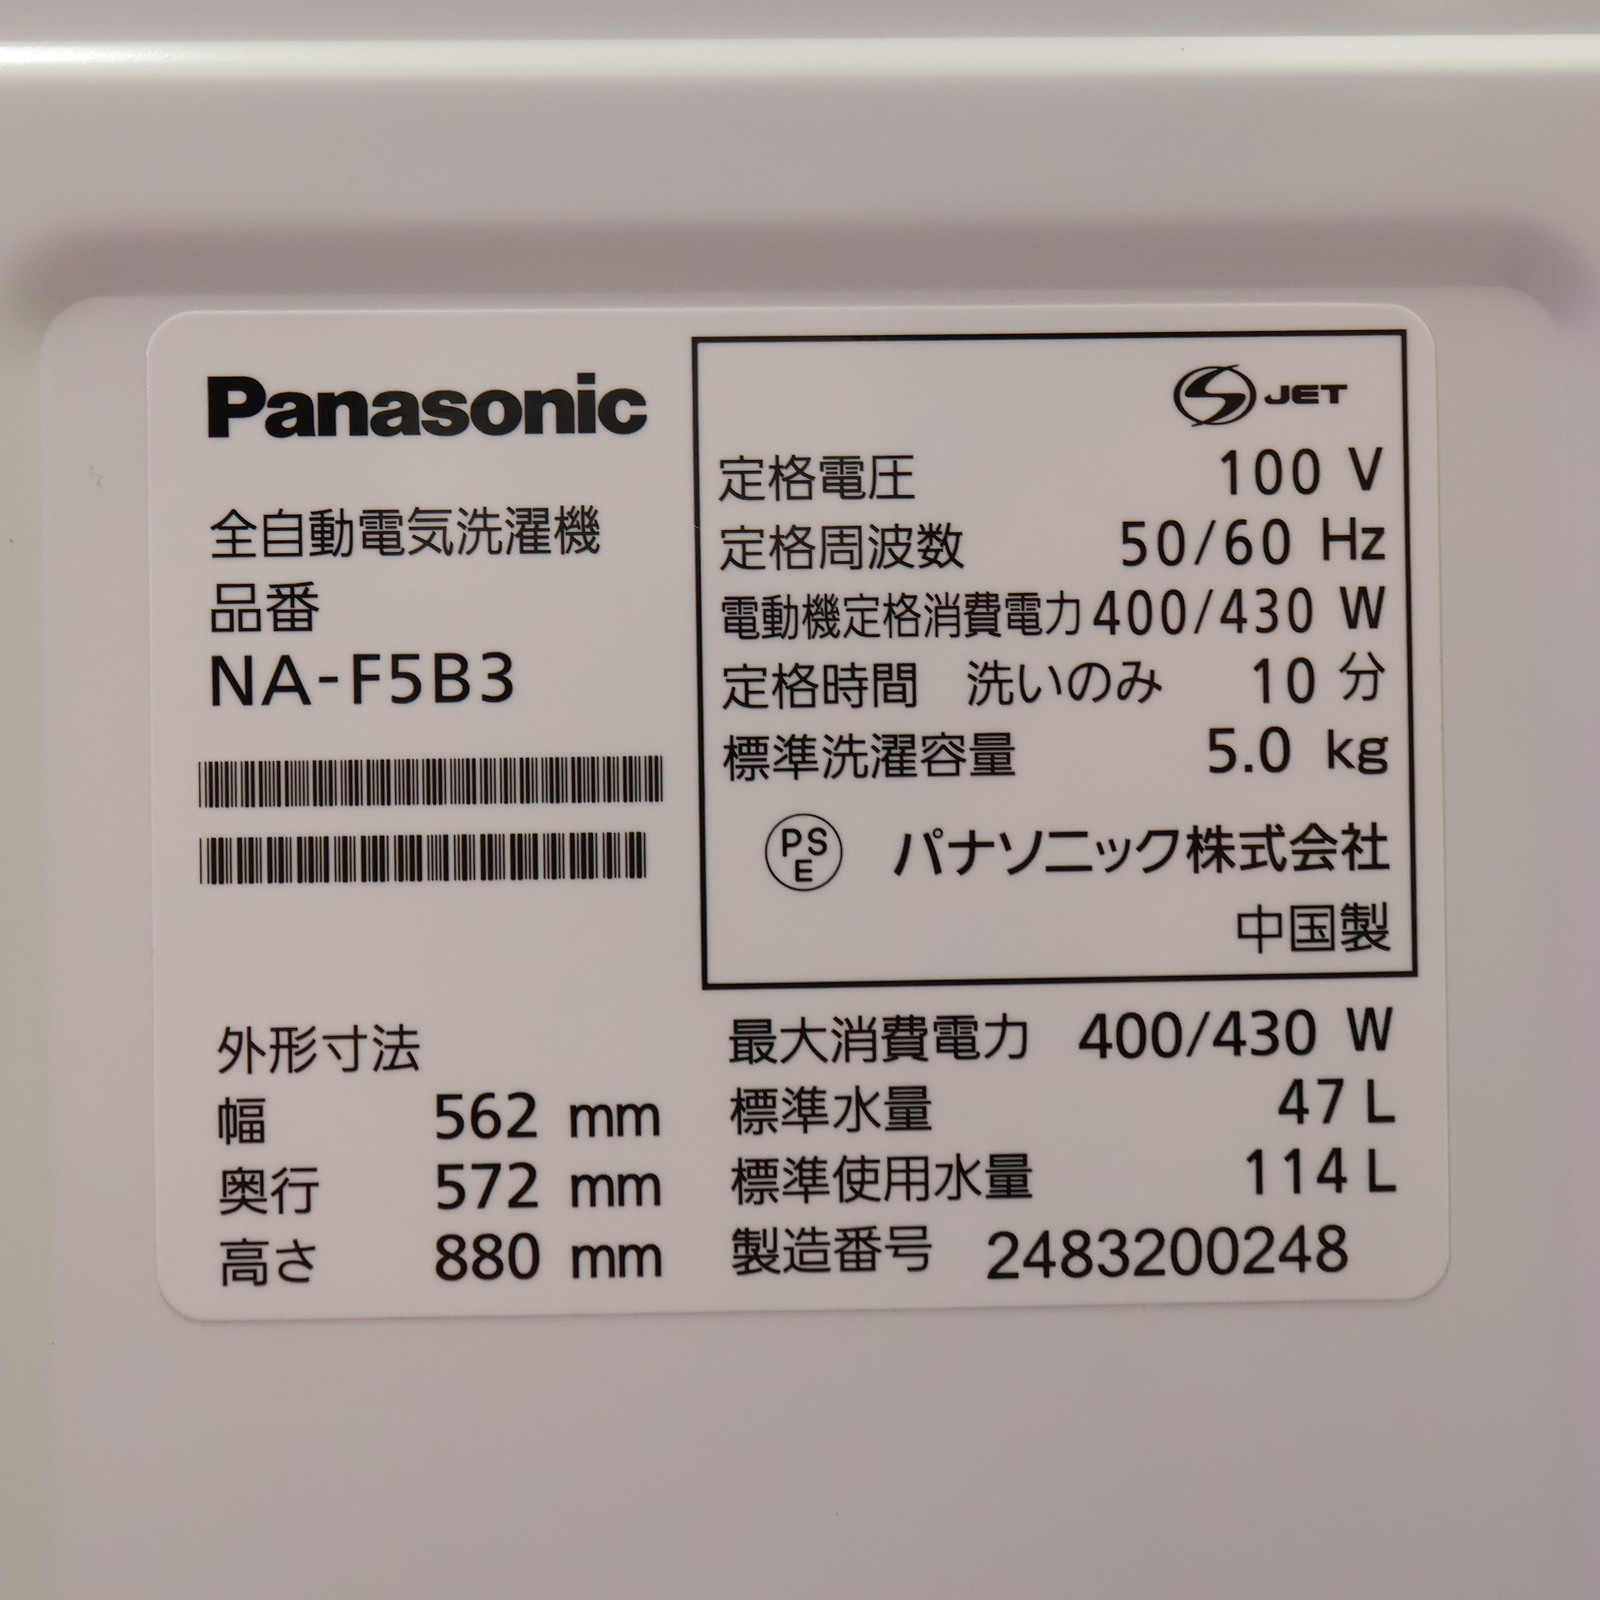 Panasonic
全自動電気洗濯機
品番
NA-F5B3
S JET
定格電圧 100 V
定格周波数 50/60 Hz
電動機定格消費電力 400/430 W
定格時間 洗いのみ 10 分
標準洗濯容量 5.0 kg
PS
E
パナソニック株式会社
中国製
外形寸法
幅 562 mm
奥行 572 mm
高さ 880 mm
最大消費電力 400/430 W
標準水量 47 L
標準使用水量 114 L
製造番号 2483200248